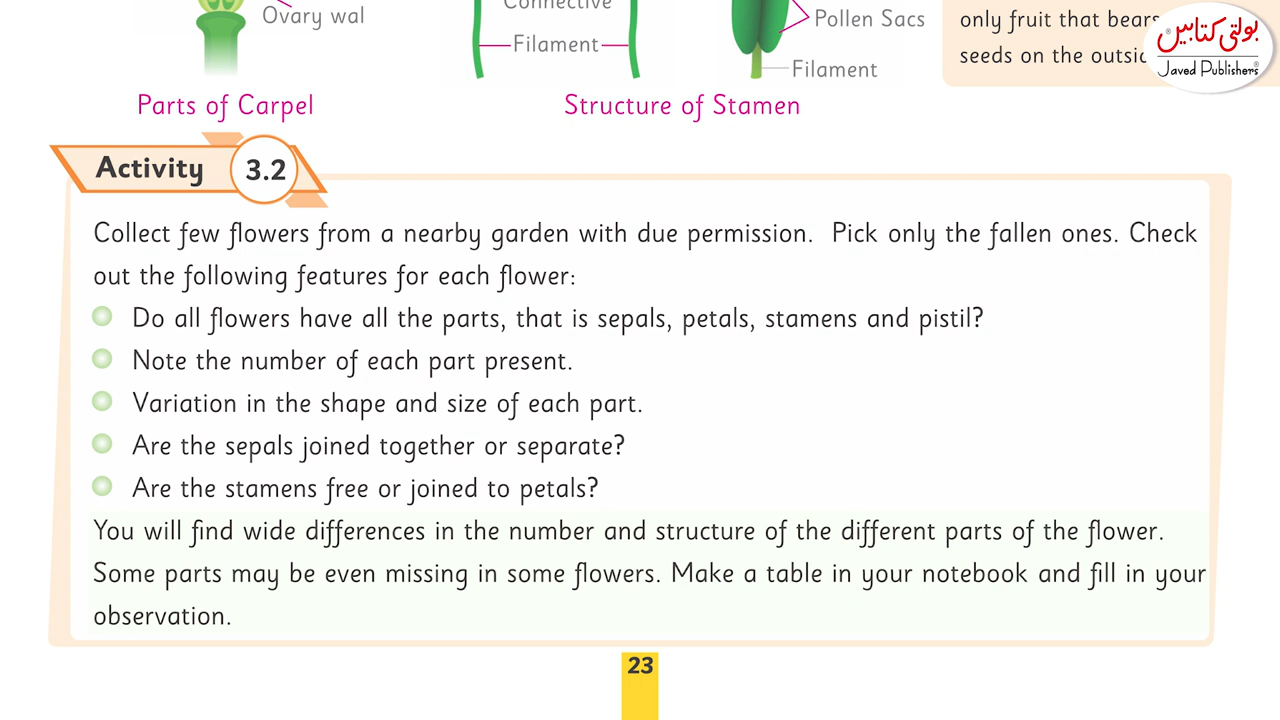 Ovary wal
Connective
Filament
Pollen Sacs
Filament
only fruit that bears
seeds on the outsi
بولتی کتابیں
Javed Publishers
Parts of Carpel
Structure of Stamen
Activity 3.2
Collect few flowers from a nearby garden with due permission. Pick only the fallen ones. Check
out the following features for each flower:
Do all flowers have all the parts, that is sepals, petals, stamens and pistil?
Note the number of each part present.
Variation in the shape and size of each part.
Are the sepals joined together or separate?
Are the stamens free or joined to petals?
You will find wide differences in the number and structure of the different parts of the flower.
Some parts may be even missing in some flowers. Make a table in your notebook and fill in your
observation.
23